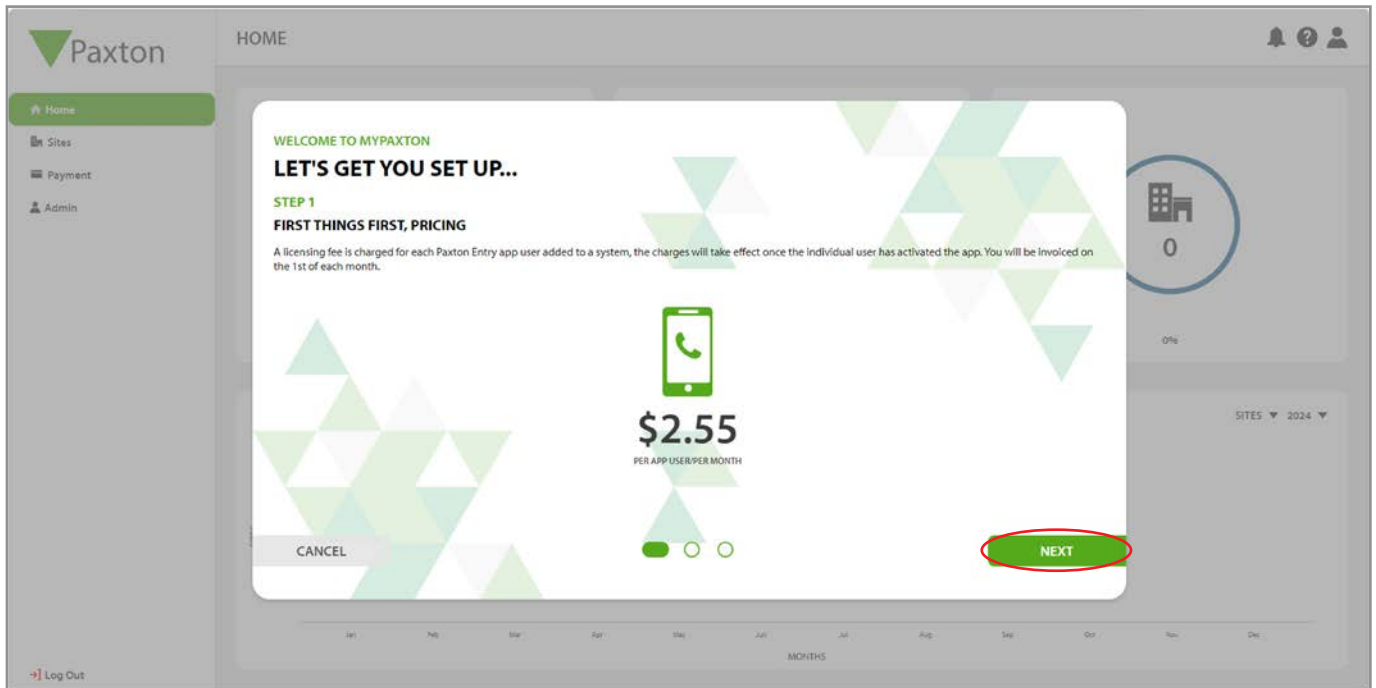 Paxton
HOME
Home
Sites
Payment
Admin
WELCOME TO MYPAXTON
LET'S GET YOU SET UP...
STEP 1
FIRST THINGS FIRST, PRICING
A licensing fee is charged for each Paxton Entry app user added to a system, the charges will take effect once the individual user has activated the app. You will be invoiced on
the 1st of each month.
$2.55
PER APP USER/PER MONTH
CANCEL
NEXT
0
0%
SITES ▼ 2024 ▼
Jan Feb Mar Apr May Jun Jul Aug Sep Oct Nov Dec
MONTHS
Log Out